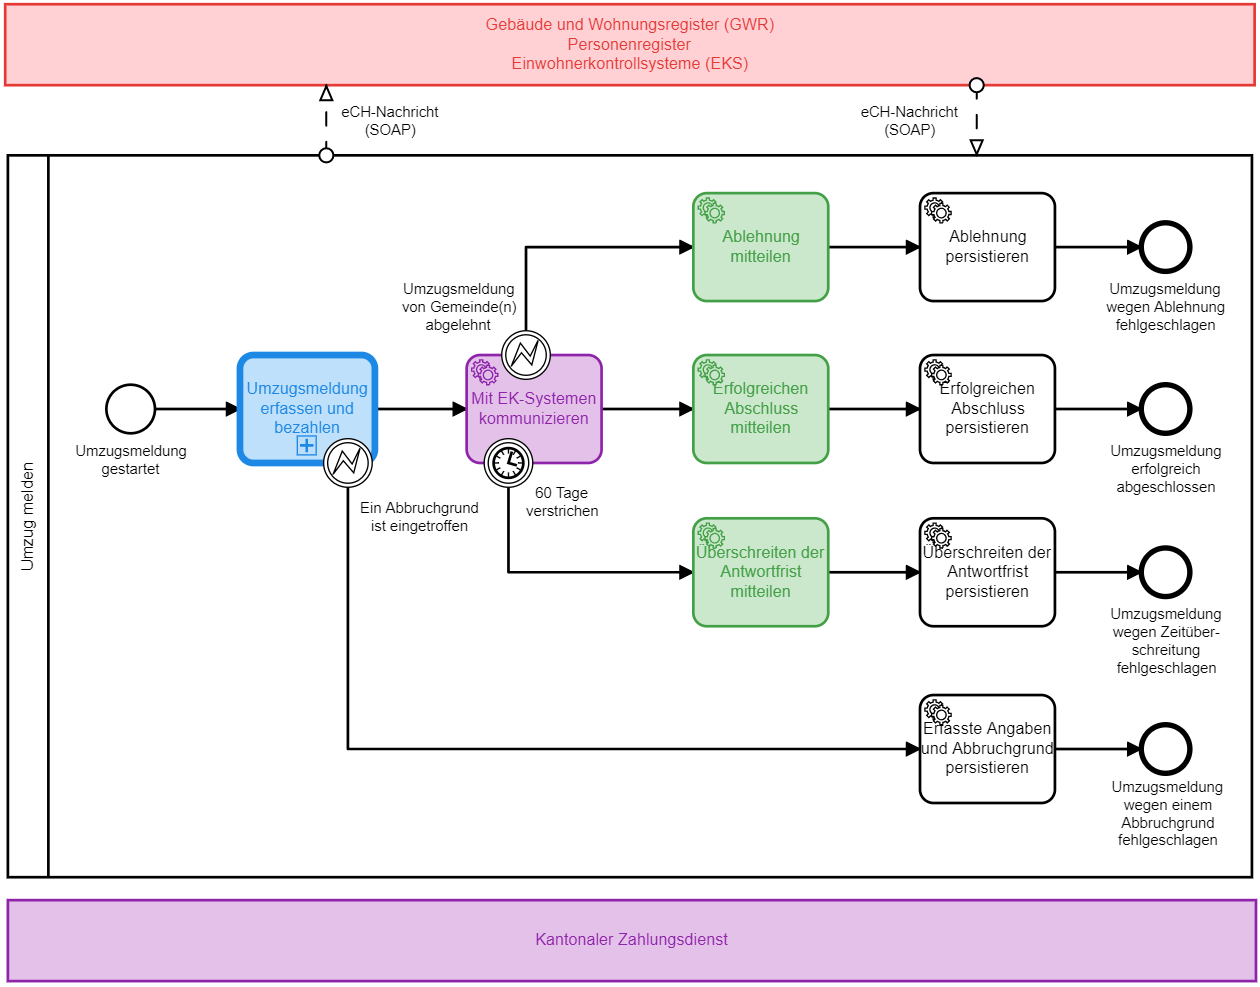 Gebäude und Wohnungsregister (GWR)
Personenregister
Einwohnerkontrollsysteme (EKS)
eCH-Nachricht
(SOAP)
eCH-Nachricht
(SOAP)
Umzug melden
Umzugsmeldung
gestartet
Umzugsmeldung
erfassen und
bezahlen
Ein Abbruchgrund
ist eingetroffen
Umzugsmeldung
von Gemeinde(n)
abgelehnt
Mit EK-Systemen
kommunizieren
60 Tage
verstrichen
Ablehnung
mitteilen
Ablehnung
persistieren
Umzugsmeldung
wegen Ablehnung
fehlgeschlagen
Erfolgreichen
Abschluss
mitteilen
Erfolgreichen
Abschluss
persistieren
Umzugsmeldung
erfolgreich
abgeschlossen
Überschreiten der
Antwortfrist
mitteilen
Überschreiten der
Antwortfrist
persistieren
Umzugsmeldung
wegen Zeitüber-
schreitung
fehlgeschlagen
Erfasste Angaben
und Abbruchgrund
persistieren
Umzugsmeldung
wegen einem
Abbruchgrund
fehlgeschlagen
Kantonaler Zahlungsdienst